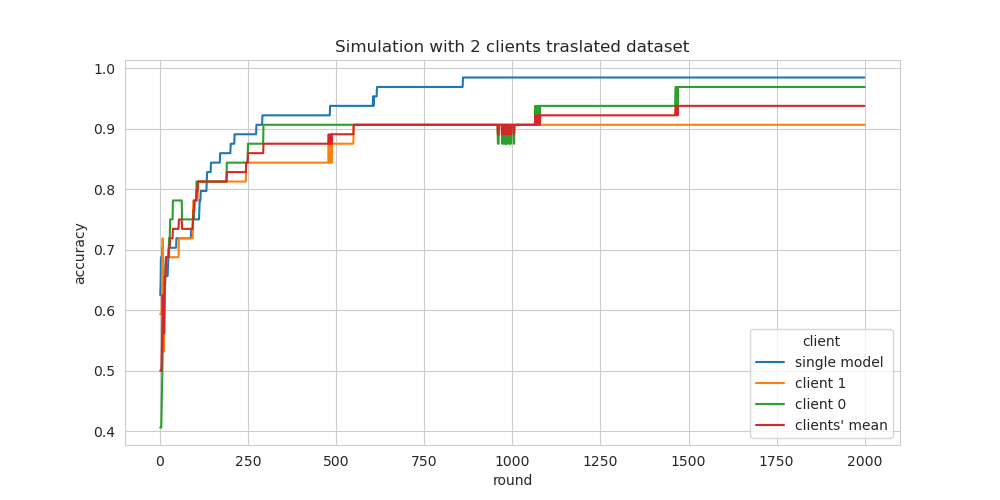 Simulation with 2 clients traslated dataset
1.0
0.9
0.8
0.7
0.6
0.5
0.4
accuracy
0 250 500 750 1000 1250 1500 1750 2000
round
client
single model
client 1
client 0
clients' mean